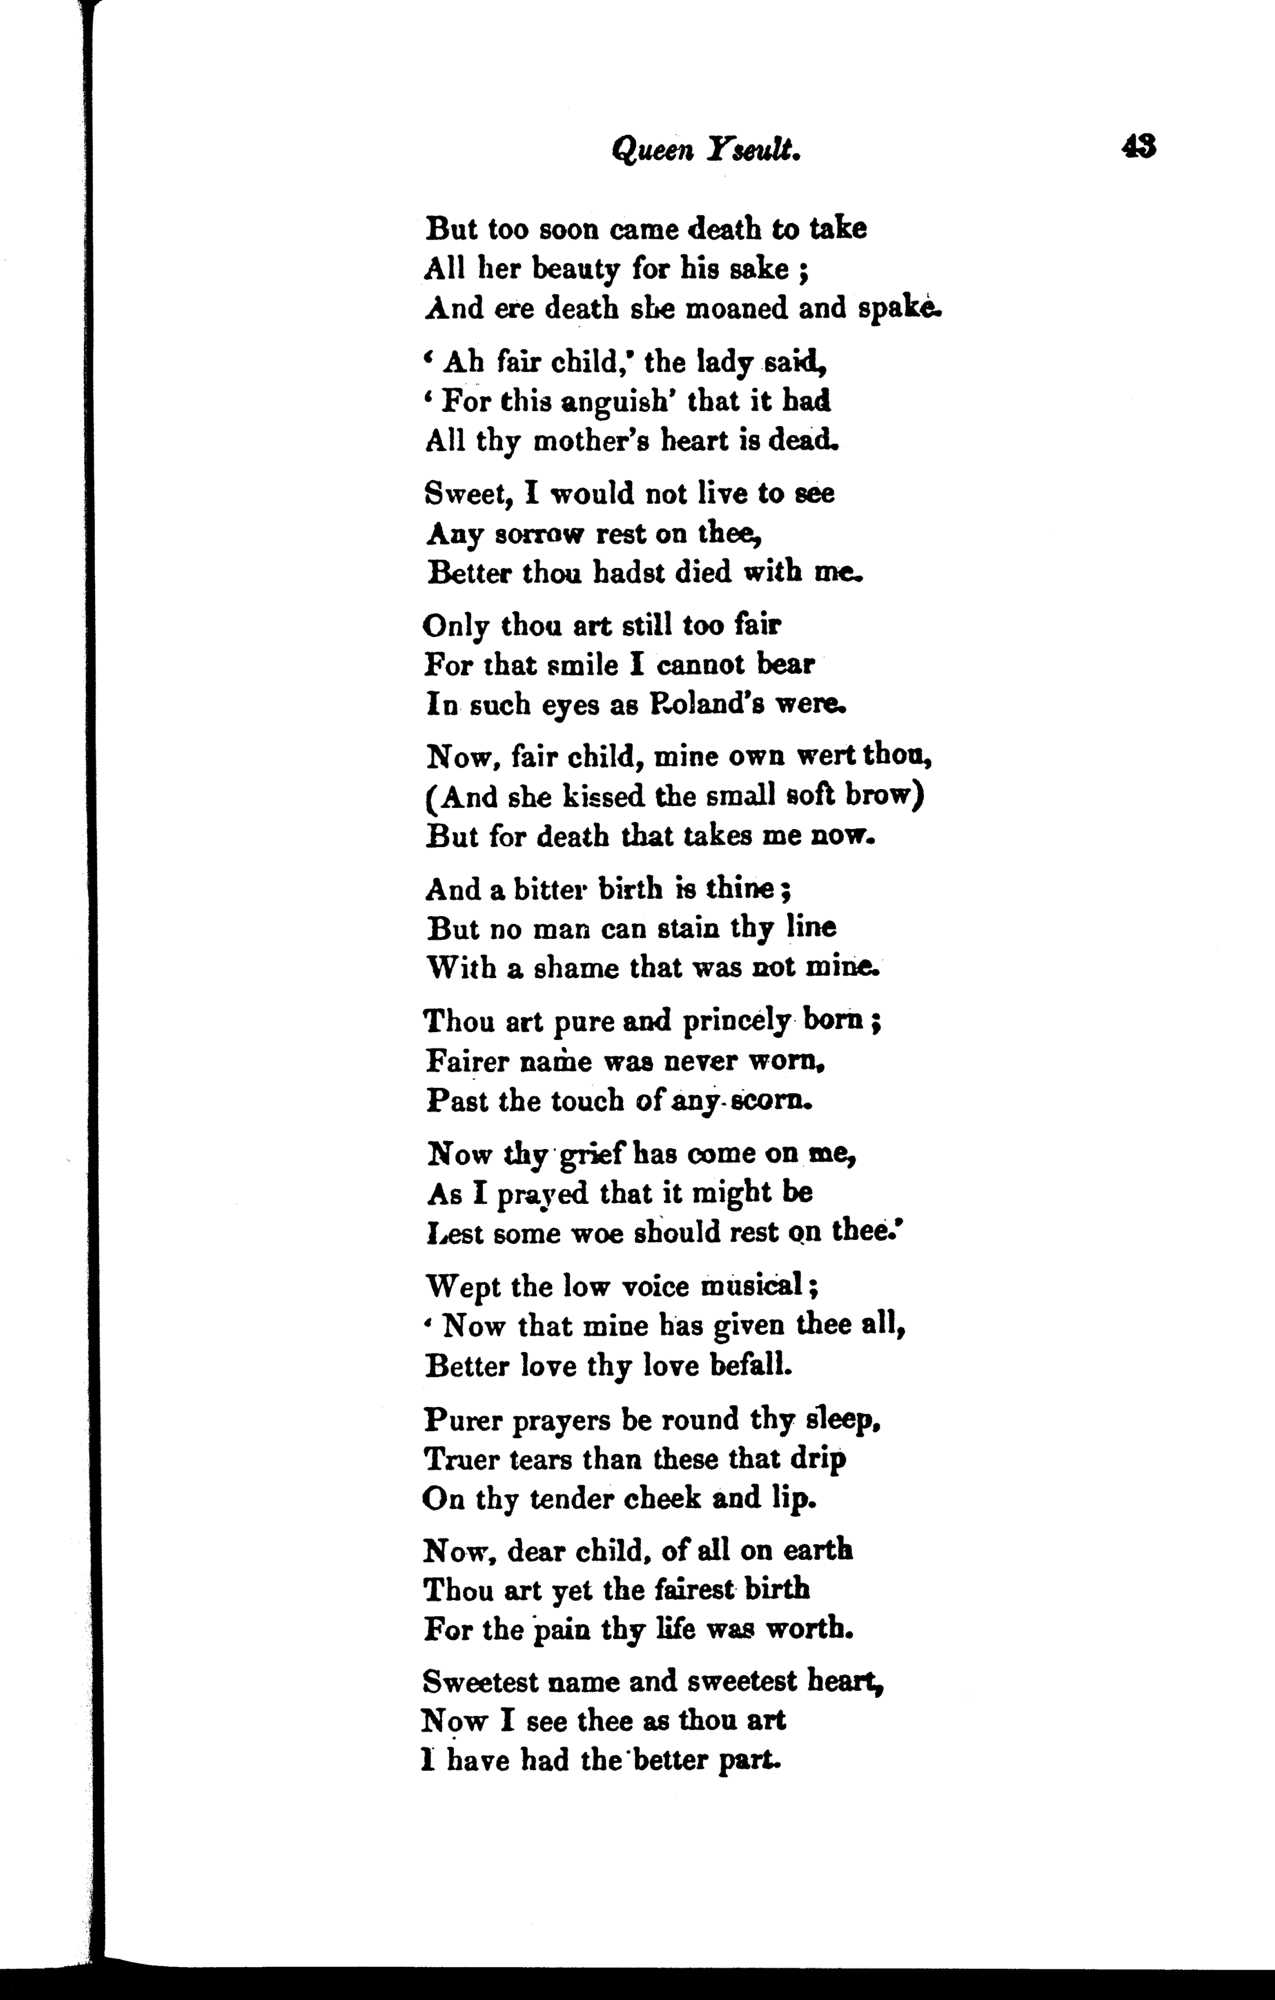 Queen Yseult. 43
But too soon came death to take
All her beauty for his sake ;
And ere death she moaned and spake.
‘ Ah fair child,’ the lady said,
‘ For this anguish’ that it had
All thy mother’s heart is dead.
Sweet, I would not live to see
Any sorrow rest on thee,
Better thou hadst died with me.
Only thou art still too fair
For that smile I cannot bear
In such eyes as Roland’s were.
Now, fair child, mine own wert thou,
(And she kissed the small soft brow)
But for death that takes me now.
And a bitter birth is thine ;
But no man can stain thy line
With a shame that was not mine.
Thou art pure and princely born ;
Fairer name was never worn,
Past the touch of any scorn.
Now thy grief has come on me,
As I prayed that it might be
Lest some woe should rest on thee.’
Wept the low voice musical ;
‘ Now that mine has given thee all,
Better love thy love befall.
Purer prayers be round thy sleep,
Truer tears than these that drip
On thy tender cheek and lip.
Now, dear child, of all on earth
Thou art yet the fairest birth
For the pain thy life was worth.
Sweetest name and sweetest heart,
Now I see thee as thou art
I have had the better part.